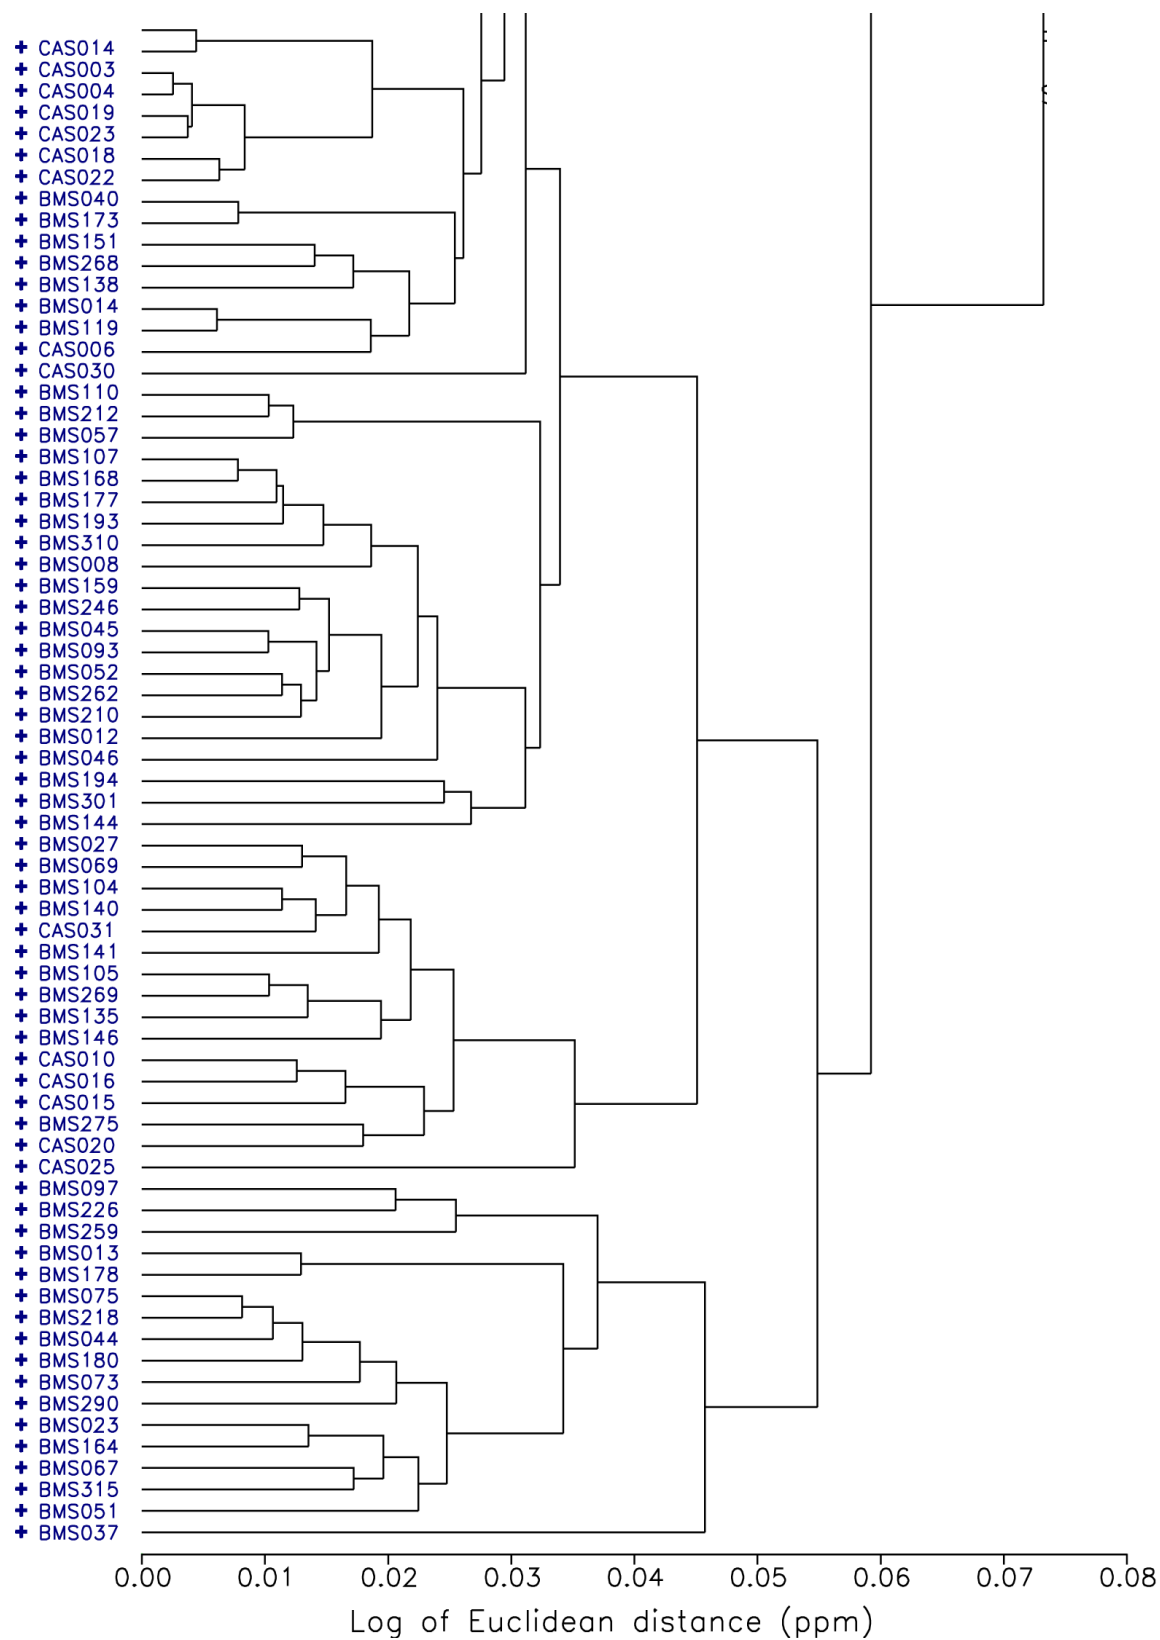 + CAS014
+ CAS003
+ CAS004
+ CAS019
+ CAS023
+ CAS018
+ CAS022
+ BMS040
+ BMS173
+ BMS151
+ BMS268
+ BMS138
+ BMS014
+ BMS119
+ CAS006
+ CAS030
+ BMS110
+ BMS212
+ BMS057
+ BMS107
+ BMS168
+ BMS177
+ BMS193
+ BMS310
+ BMS008
+ BMS159
+ BMS246
+ BMS045
+ BMS093
+ BMS052
+ BMS262
+ BMS210
+ BMS012
+ BMS046
+ BMS194
+ BMS301
+ BMS144
+ BMS027
+ BMS069
+ BMS104
+ BMS140
+ CAS031
+ BMS141
+ BMS105
+ BMS269
+ BMS135
+ BMS146
+ CAS010
+ CAS016
+ CAS015
+ BMS275
+ CAS020
+ CAS025
+ BMS097
+ BMS226
+ BMS259
+ BMS013
+ BMS178
+ BMS075
+ BMS218
+ BMS044
+ BMS180
+ BMS073
+ BMS290
+ BMS023
+ BMS164
+ BMS067
+ BMS315
+ BMS051
+ BMS037
0.00 0.01 0.02 0.03 0.04 0.05 0.06 0.07 0.08
Log of Euclidean distance (ppm)